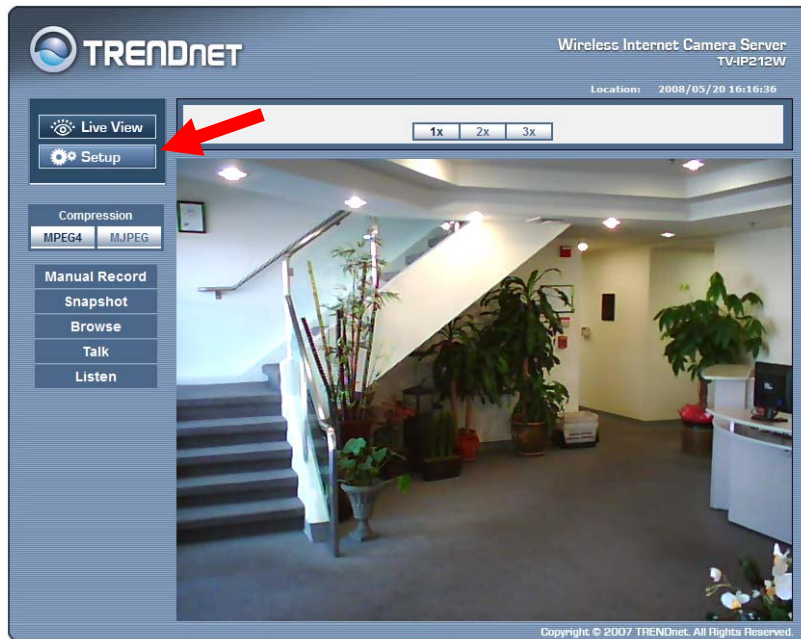 TRENDnet
Wireless Internet Camera Server
TV-IP212W
Location: 2008/05/20 16:16:36
Live View
Setup
1x 2x 3x
Compression
MPEG4 MJPEG
Manual Record
Snapshot
Browse
Talk
Listen
Copyright © 2007 TRENDnet. All Rights Reserved.